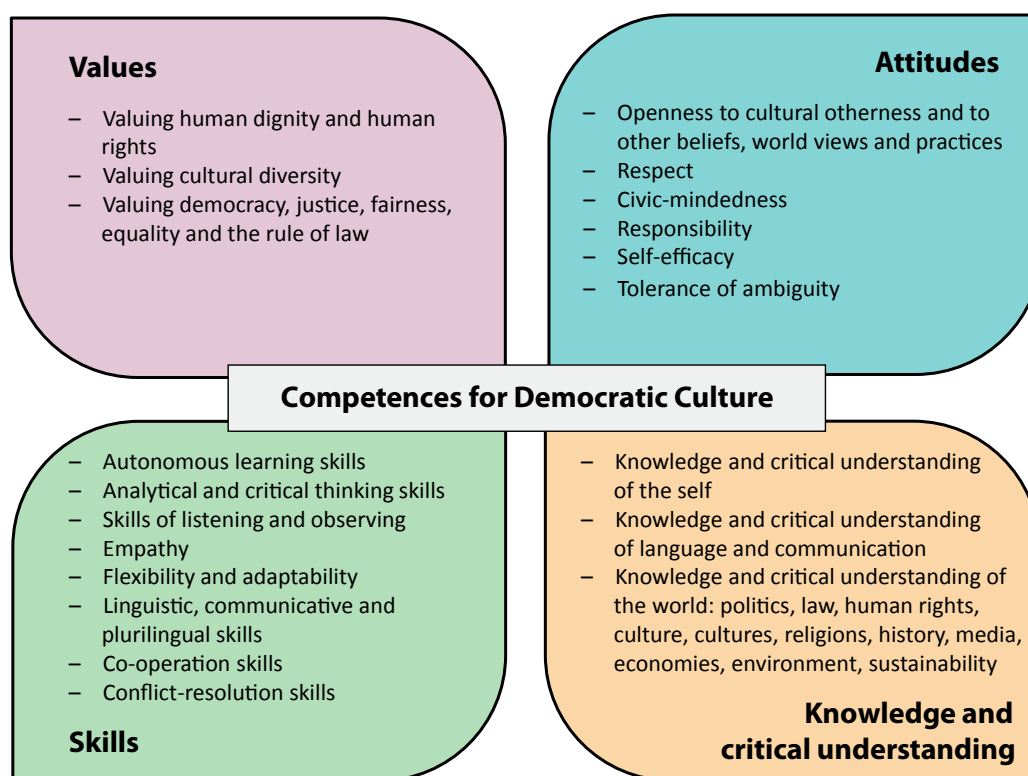 Values
– Valuing human dignity and human
rights
– Valuing cultural diversity
– Valuing democracy, justice, fairness,
equality and the rule of law
Attitudes
– Openness to cultural otherness and to
other beliefs, world views and practices
– Respect
– Civic-mindedness
– Responsibility
– Self-efficacy
– Tolerance of ambiguity
Competences for Democratic Culture
– Autonomous learning skills
– Analytical and critical thinking skills
– Skills of listening and observing
– Empathy
– Flexibility and adaptability
– Linguistic, communicative and
plurilingual skills
– Co-operation skills
– Conflict-resolution skills
Skills
– Knowledge and critical understanding
of the self
– Knowledge and critical understanding
of language and communication
– Knowledge and critical understanding of
the world: politics, law, human rights,
culture, cultures, religions, history, media,
economies, environment, sustainability
Knowledge and
critical understanding